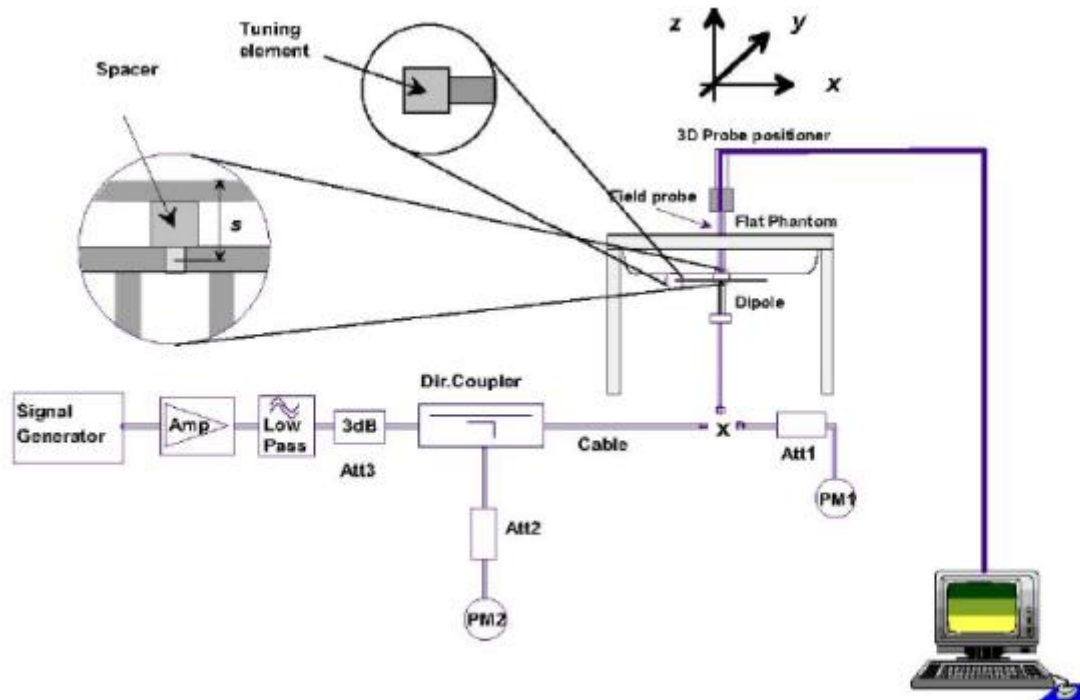 Tuning
element
Spacer
z
y
x
3D Probe positioner
s
Field probe
Flat Phantom
Dipole
Dir.Coupler
Signal
Generator
Amp
Low
Pass
3dB
Att3
Cable
x
Att1
PM1
Att2
PM2